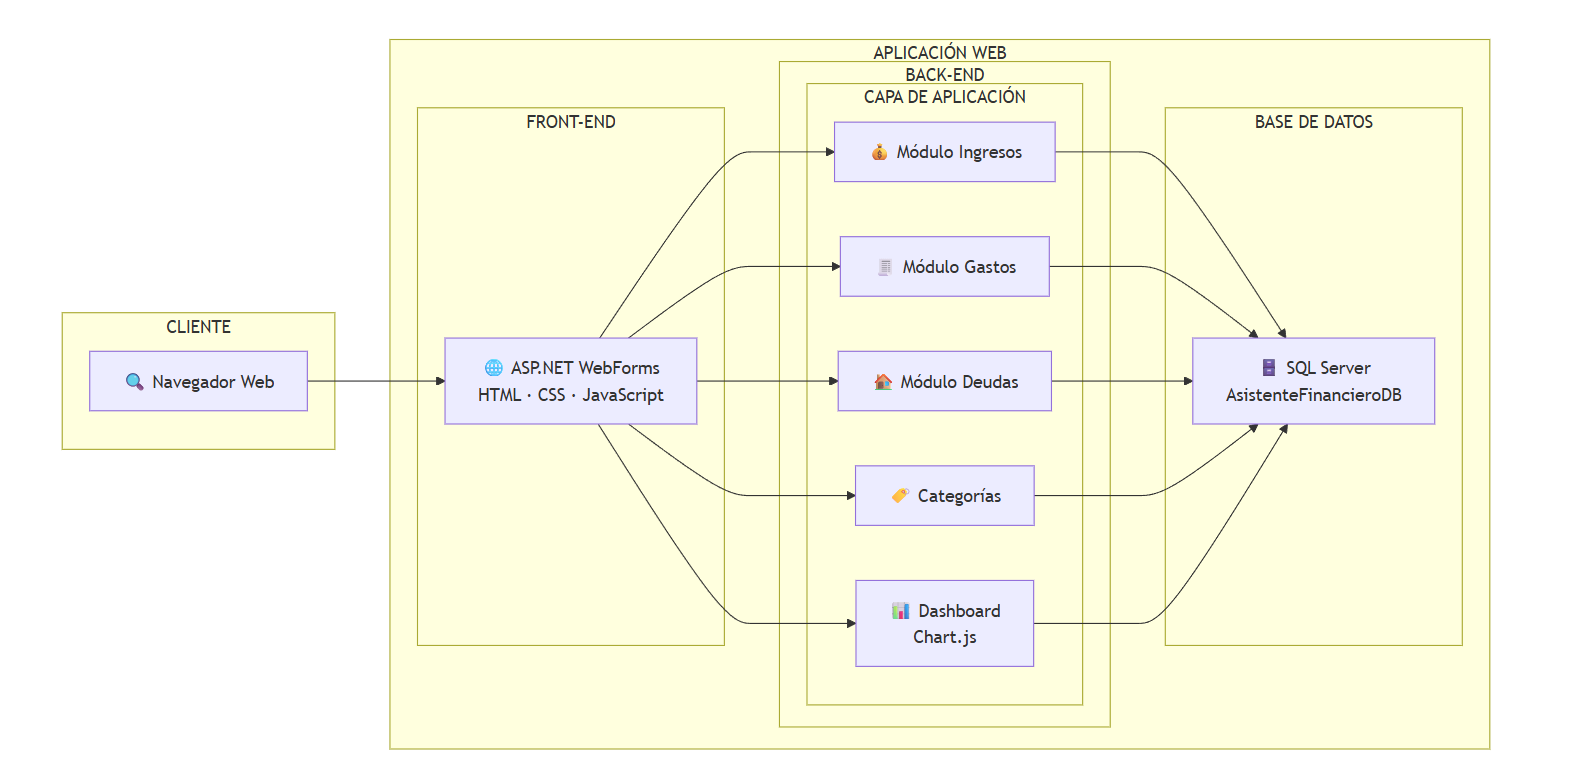 APLICACIÓN WEB
BACK-END
CAPA DE APLICACIÓN
FRONT-END
BASE DE DATOS
Módulo Ingresos
Módulo Gastos
CLIENTE
Navegador Web
ASP.NET WebForms
HTML · CSS · JavaScript
Módulo Deudas
SQL Server
AsistenteFinancieroDB
Categorías
Dashboard
Chart.js